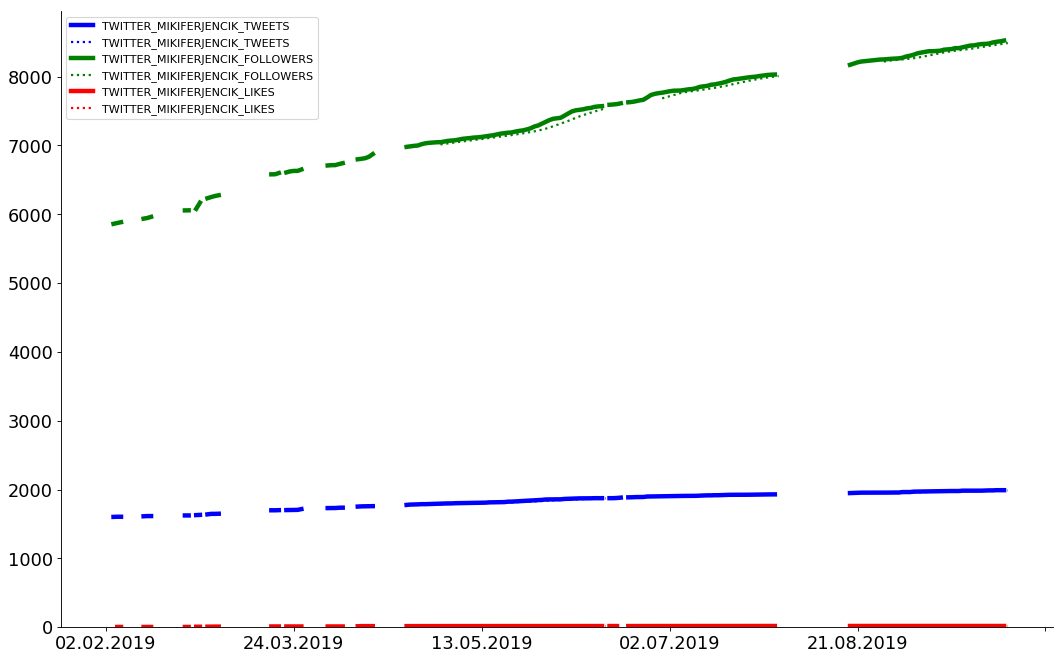 TWITTER_MIKIFERJENCIK_TWEETS
TWITTER_MIKIFERJENCIK_TWEETS
TWITTER_MIKIFERJENCIK_FOLLOWERS
TWITTER_MIKIFERJENCIK_FOLLOWERS
TWITTER_MIKIFERJENCIK_LIKES
TWITTER_MIKIFERJENCIK_LIKES
8000
7000
6000
5000
4000
3000
2000
1000
0
02.02.2019 24.03.2019 13.05.2019 02.07.2019 21.08.2019